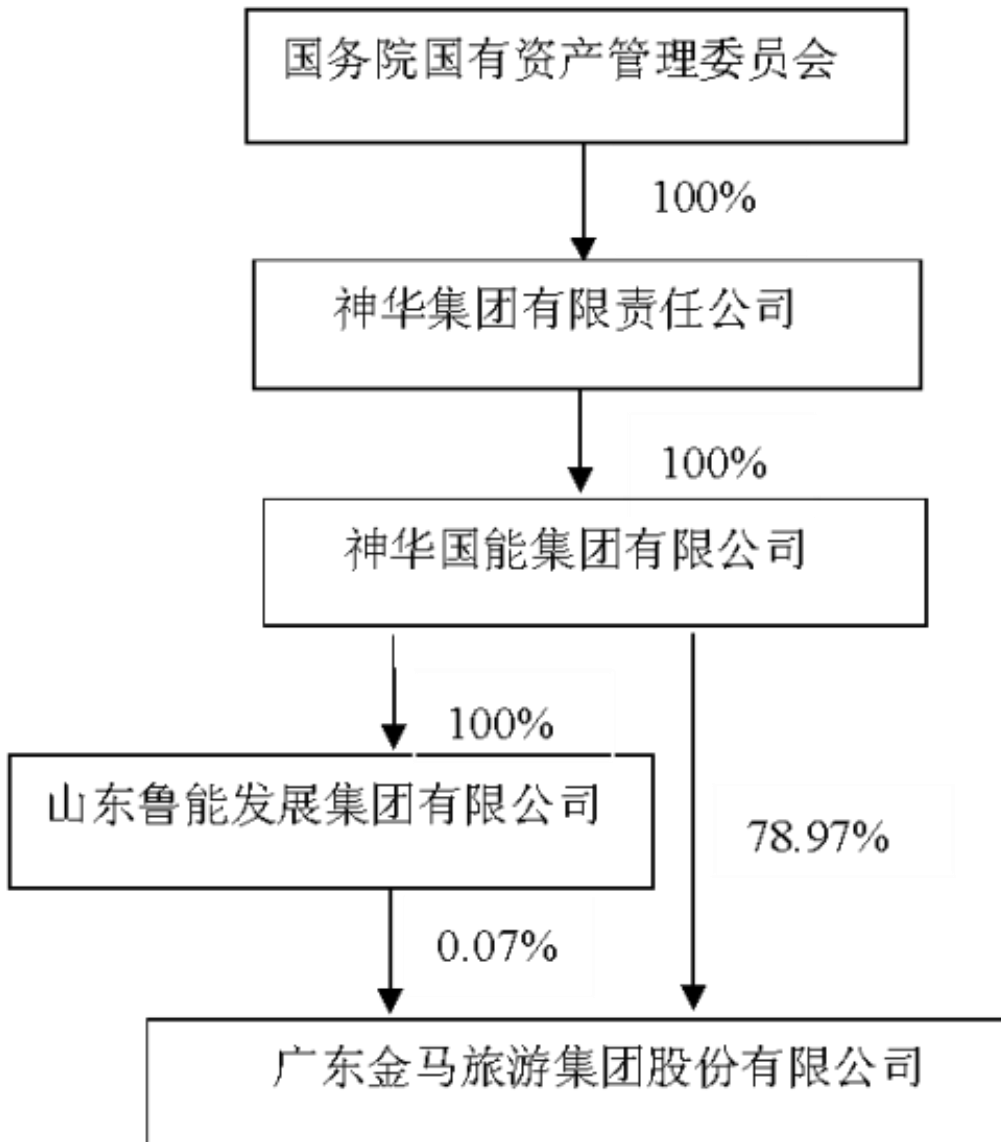 国务院国有资产管理委员会
100%
神华集团有限责任公司
100%
神华国能集团有限公司
100%
山东鲁能发展集团有限公司
78.97%
0.07%
广东金马旅游集团股份有限公司